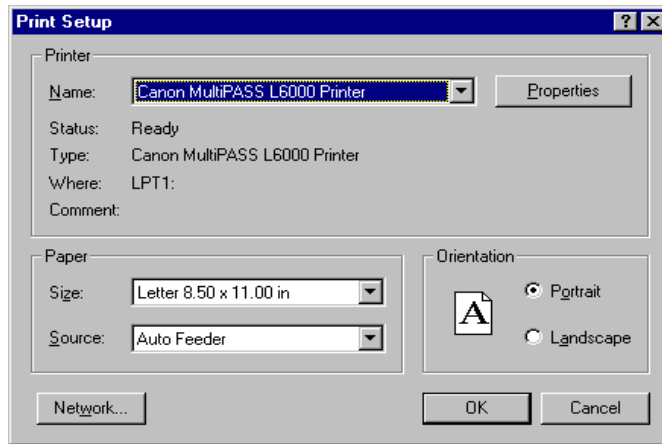 Print Setup
Printer
Name: Canon MultiPASS L6000 Printer Properties
Status: Ready
Type: Canon MultiPASS L6000 Printer
Where: LPT1:
Comment:
Paper
Size: Letter 8.50 x 11.00 in
Source: Auto Feeder
Orientation
A
Portrait
Landscape
Network... OK Cancel